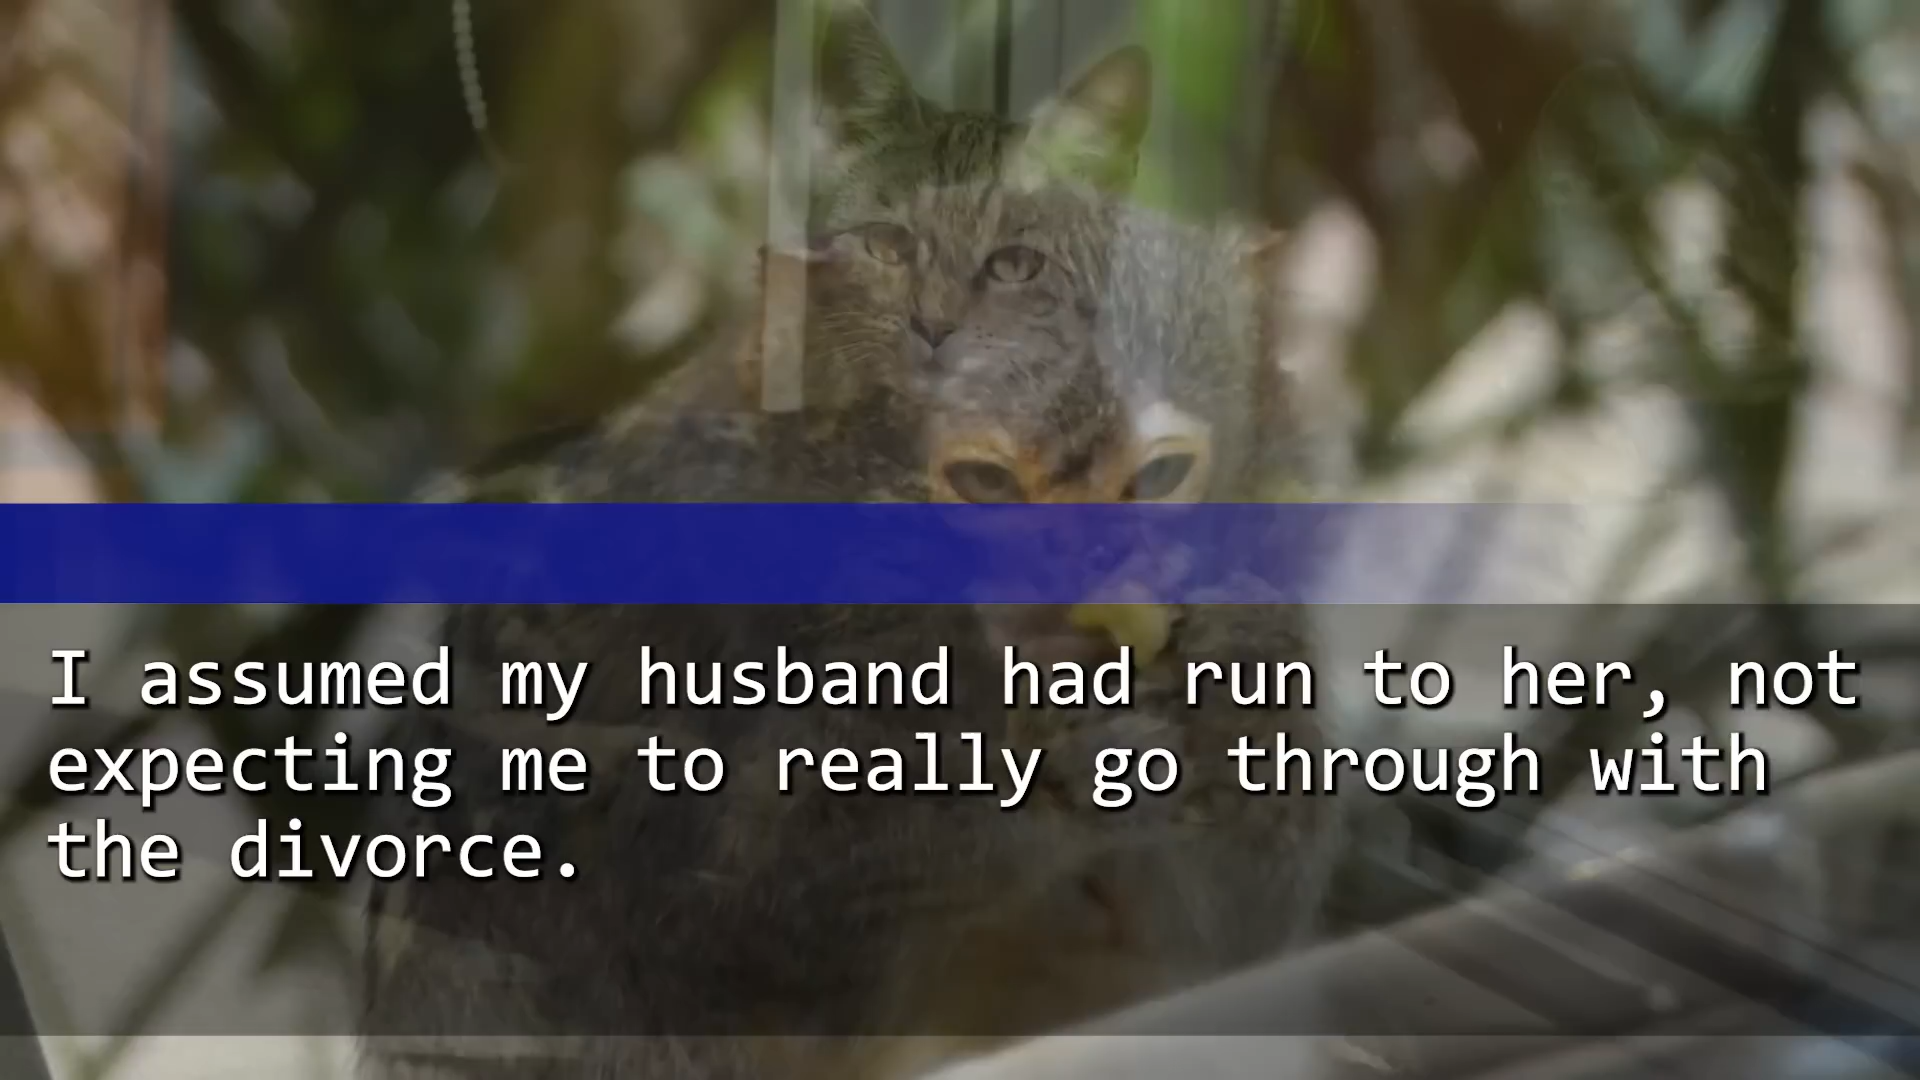 I assumed my husband had run to her, not
expecting me to really go through with
the divorce.